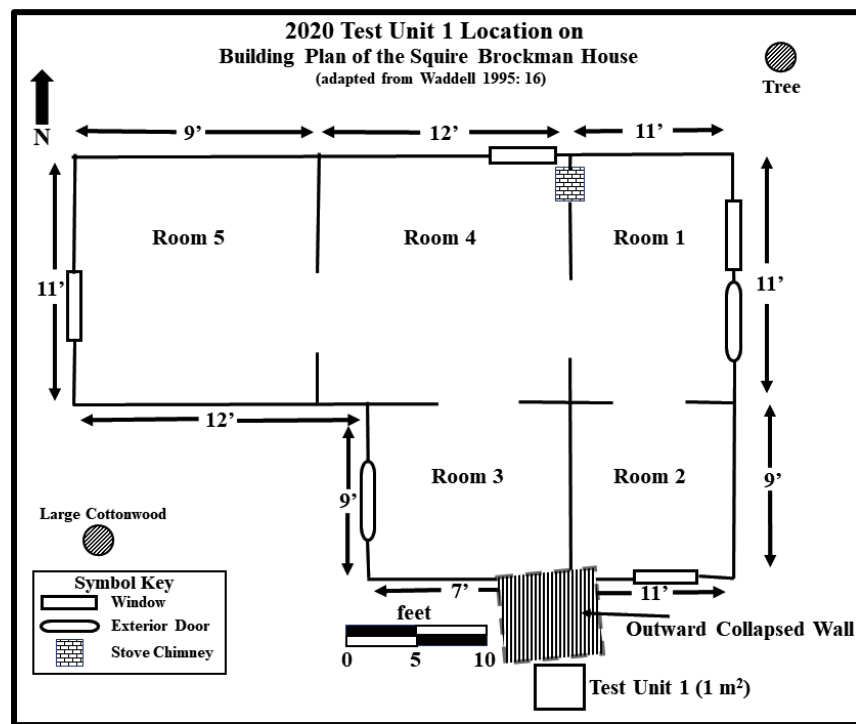 2020 Test Unit 1 Location on
Building Plan of the Squire Brockman House
(adapted from Waddell 1995: 16)
Tree
N
9’
12’
11’
Room 5
Room 4
Room 1
11’
11’
12’
Room 3
Room 2
9’
9’
Large Cottonwood
Symbol Key
Window
Exterior Door
Stove Chimney
7’
11’
feet
0 5 10
Outward Collapsed Wall
Test Unit 1 (1 m²)